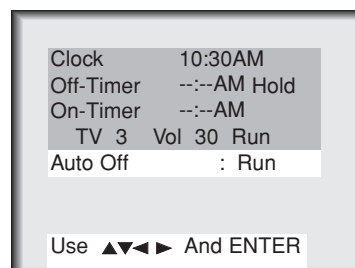 Clock 10:30AM
Off-Timer --:--AM Hold
On-Timer --:--AM
TV 3 Vol 30 Run
Auto Off : Run
Use ▲▼◄ ► And ENTER